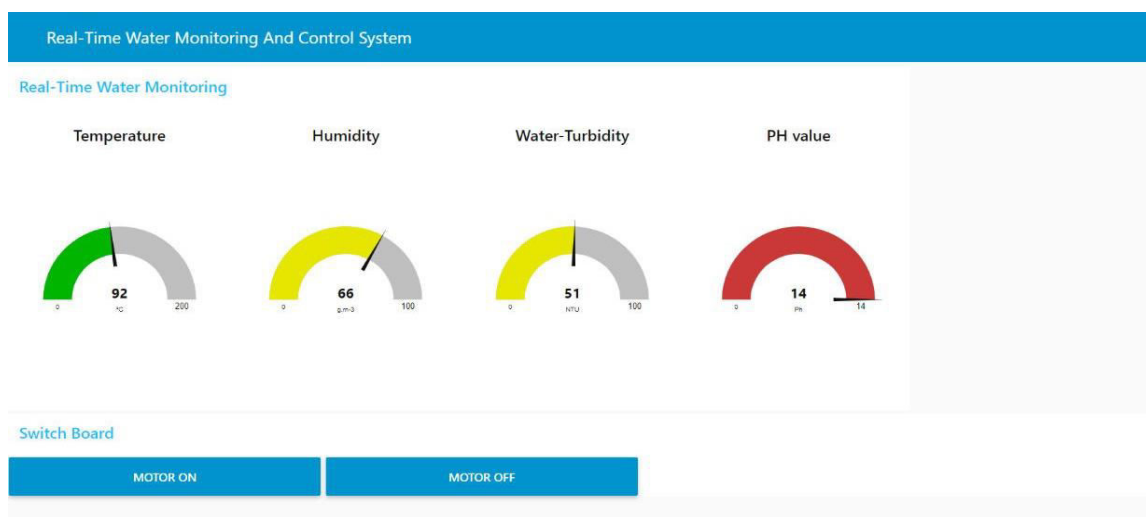 Real-Time Water Monitoring And Control System
Real-Time Water Monitoring
Temperature
Humidity
Water-Turbidity
PH value
92
°C
0
200
66
g.m-3
0
100
51
NTU
0
100
14
Ph
0
14
Switch Board
MOTOR ON
MOTOR OFF